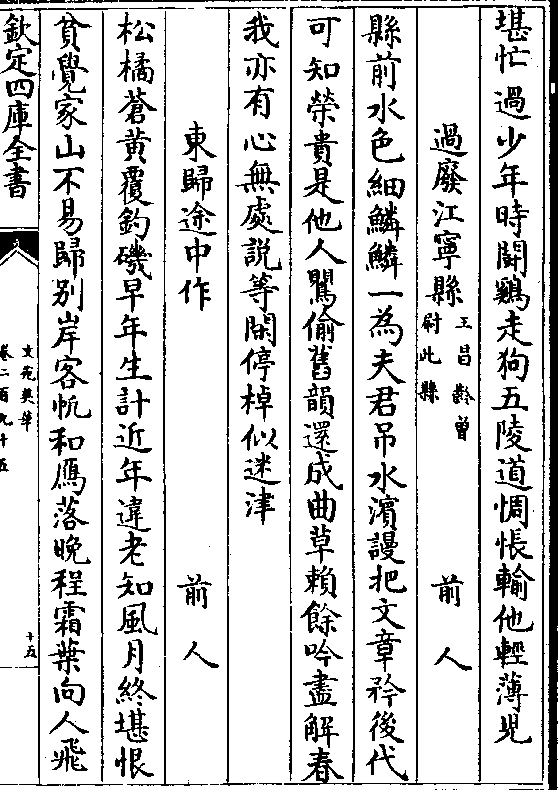 堪忙過少年時鬬鷄走狗五陵道惆悵輸他輕薄兒
過廢江寧縣 王昌齡曾尉此縣 前人
縣前水色細鱗鱗一為夫君吊水濱謾把文章矜後代
可知榮貴是他人鸎偷舊韻還成曲草賴餘吟盡解春
我亦有心無處説等閑停棹似迷津
東歸途中作 前人
松橘蒼黄覆釣磯早年生計近年違老知風月終堪恨
貧覺家山不易歸别岸客帆和鴈落晚程霜葉向人飛
欽定四庫全書
文苑英華
卷二百九十五
十五